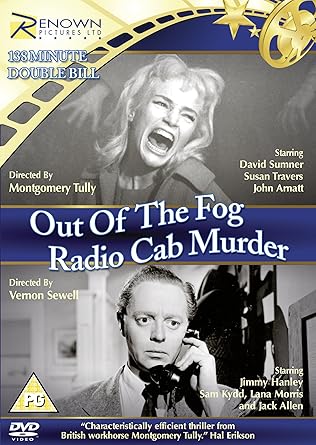 RENOWN
PICTURES LTD
138 MINUTE
DOUBLE BILL
Starring
David Sumner
Susan Travers
John Arnatt
Directed By
Montgomery Tully
Out Of The Fog
Radio Cab Murder
Directed By
Vernon Sewell
Starring
Jimmy Hanley
Sam Kydd, Lana Morris
and Jack Allen
PG
DVD
VIDEO
"Characteristically efficient thriller from
British workhorse Montgomery Tully." Hal Erikson